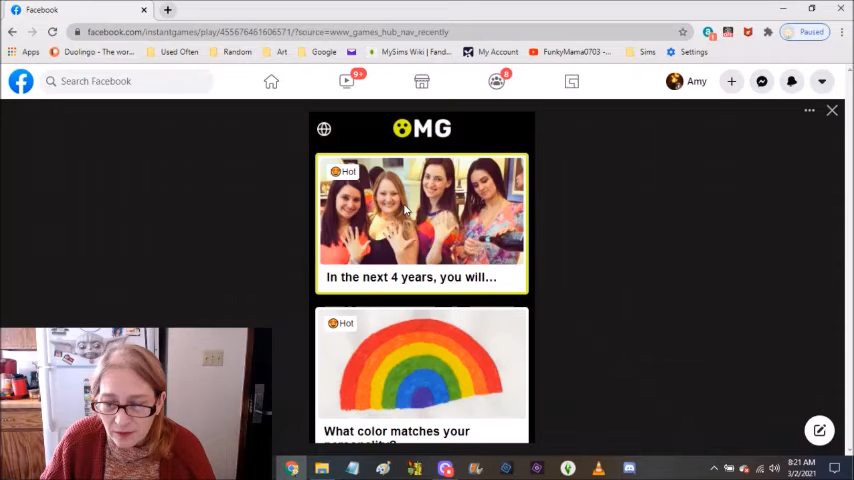 Facebook
facebook.com/instantgames/play/455676461606571/?source=www_games_hub_nav_recently
Paused
Apps
Duolingo - The wor...
Used Often
Random
Art
Google
MySims Wiki | Fand...
My Account
FunkyMama0703 -...
Sims
Settings
Search Facebook
9+
8
Amy
OMG
Hot
In the next 4 years, you will...
Hot
What color matches your
personality?
8:21 AM
3/2/2021